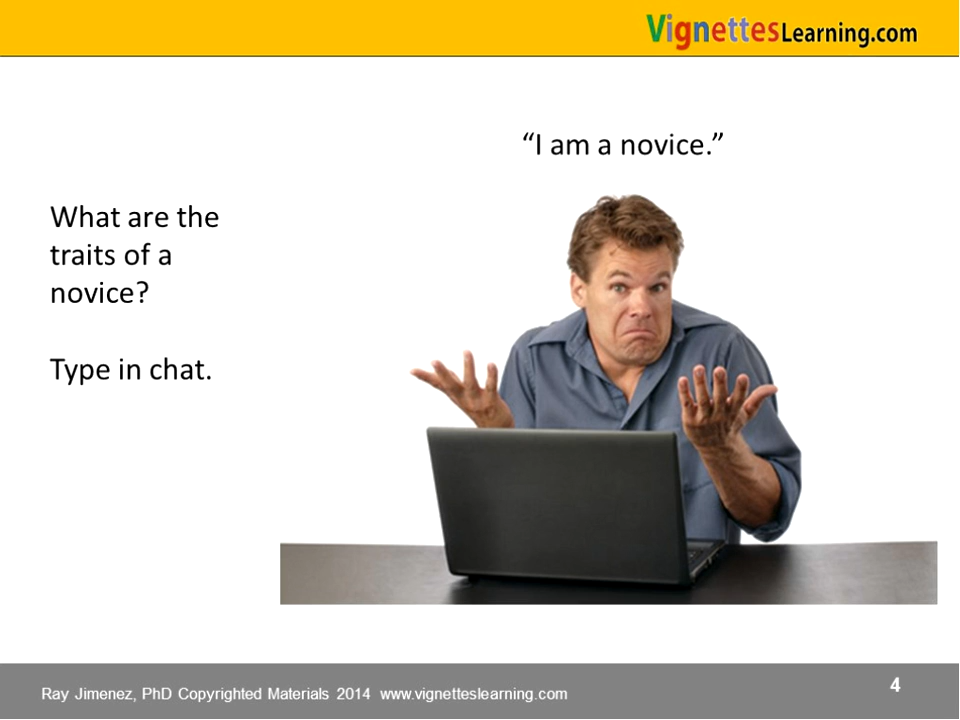 VignettesLearning.com
“I am a novice.”
What are the
traits of a
novice?
Type in chat.
Ray Jimenez, PhD Copyrighted Materials 2014 www.vignetteslearning.com
4